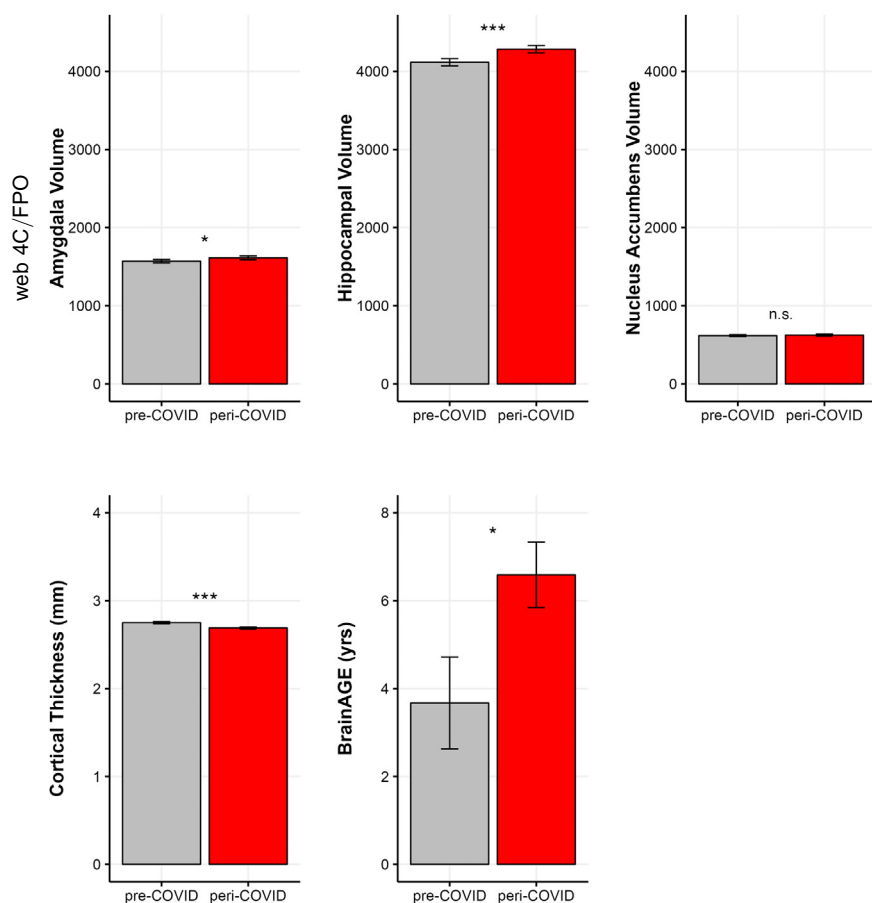 web 4C/FPO
Amygdala Volume
4000
3000
2000
1000
0
*
pre-COVID peri-COVID
Hippocampal Volume
4000
3000
2000
1000
0
***
pre-COVID peri-COVID
Nucleus Accumbens Volume
4000
3000
2000
1000
0
n.s.
pre-COVID peri-COVID
Cortical Thickness (mm)
4
3
2
1
0
***
pre-COVID peri-COVID
BrainAGE (yrs)
8
6
4
2
0
*
pre-COVID peri-COVID